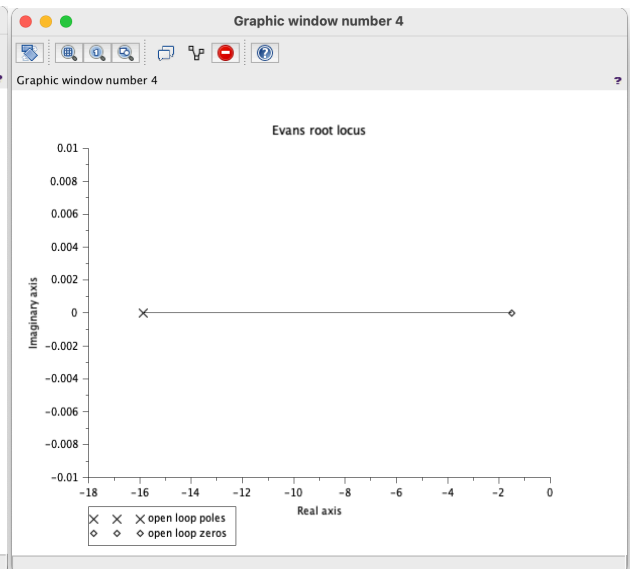 Graphic window number 4
Graphic window number 4 ?
Evans root locus
0.01
0.008
0.006
0.004
0.002
0
-0.002
-0.004
-0.006
-0.008
-0.01
Imaginary axis
-18 -16 -14 -12 -10 -8 -6 -4 -2 0
Real axis
open loop poles
open loop zeros